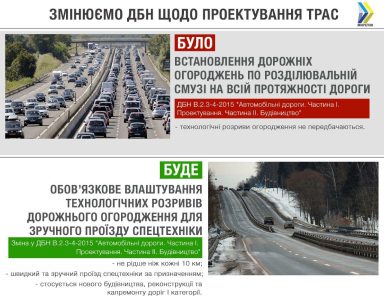 ЗМІНЮЄМО ДБН ЩОДО ПРОЕКТУВАННЯ ТРАС
БУЛО
ВСТАНОВЛЕННЯ ДОРОЖНІХ
ОГОРОДЖЕНЬ ПО РОЗДІЛЮВАЛЬНІЙ
СМУЗІ НА ВСІЙ ПРОТЯЖНОСТІ ДОРОГИ
ДБН В.2.3-4-2015 "Автомобільні дороги. Частина І.
Проектування. Частина ІІ. Будівництво"
- технологічні розриви огородження не передбачаються.
БУДЕ
ОБОВ'ЯЗКОВЕ ВЛАШТУВАННЯ
ТЕХНОЛОГІЧНИХ РОЗРИВІВ
ДОРОЖНЬОГО ОГОРОДЖЕННЯ ДЛЯ
ЗРУЧНОГО ПРОЇЗДУ СПЕЦТЕХНІКИ
Зміна у ДБН В.2.3-4-2015 "Автомобільні дороги. Частина І.
Проектування. Частина ІІ. Будівництво"
- не рідше ніж кожні 10 км;
- швидкий та зручний проїзд спецтехніки за призначенням;
- стосується нового будівництва, реконструкції та
капремонту доріг І категорії.